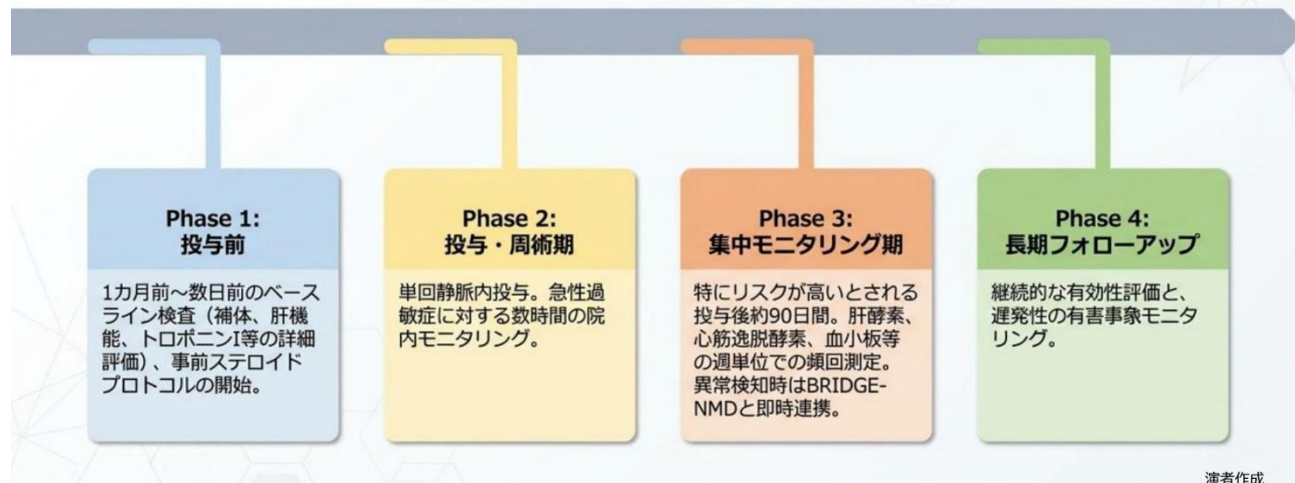 Phase 1:
投与前
1カ月前～数日前のベース
ライン検査（補体、肝機
能、トロポニンI等の詳細
評価）、事前ステロイド
プロトコルの開始。
Phase 2:
投与・周術期
単回静脈内投与。急性過
敏症に対する数時間の院
内モニタリング。
Phase 3:
集中モニタリング期
特にリスクが高いとされる
投与後約90日間。肝酵素、
心筋逸脱酵素、血小板等
の週単位での頻回測定。
異常検知時はBRIDGE-
NMDと即時連携。
Phase 4:
長期フォローアップ
継続的な有効性評価と、
遅発性の有害事象モニタ
リング。
演者作成